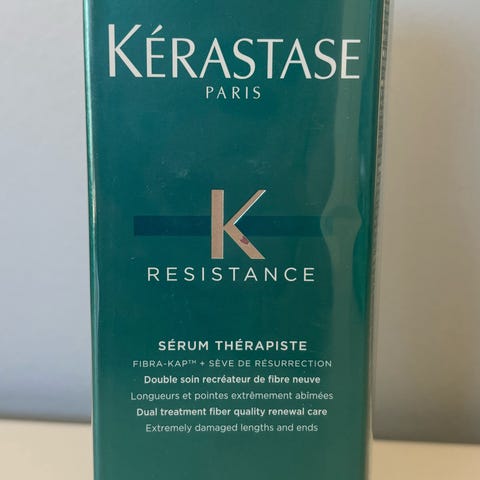 KÉRASTASE
PARIS
K
RESISTANCE
SÉRUM THÉRAPISTE
FIBRA-KAP™ + SÈVE DE RÉSURRECTION
Double soin recréateur de fibre neuve
Longueurs et pointes extrêmement abimées
Dual treatment fiber quality renewal care
Extremely damaged lengths and ends